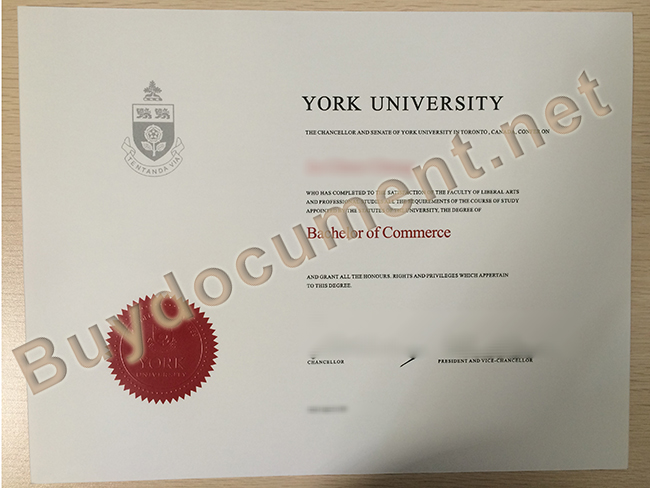 YORK UNIVERSITY
THE CHANCELLOR AND SENATE OF YORK UNIVERSITY IN TORONTO, CANADA, CONFER ON
WHO HAS COMPLETED TO THE SATISFACTION OF THE FACULTY OF LIBERAL ARTS
AND PROFESSIONAL STUDIES ALL THE REQUIREMENTS OF THE COURSE OF STUDY
APPOINTED THE STATUTES OF THE UNIVERSITY, THE DEGREE OF
Bachelor of Commerce
AND GRANT ALL THE HONOURS. RIGHTS AND PRIVILEGES WHICH APPERTAIN
TO THIS DEGREE.
CHANCELLOR
PRESIDENT AND VICE-CHANCELLOR
TENTANDA VIA
YORK
Buydocument.net